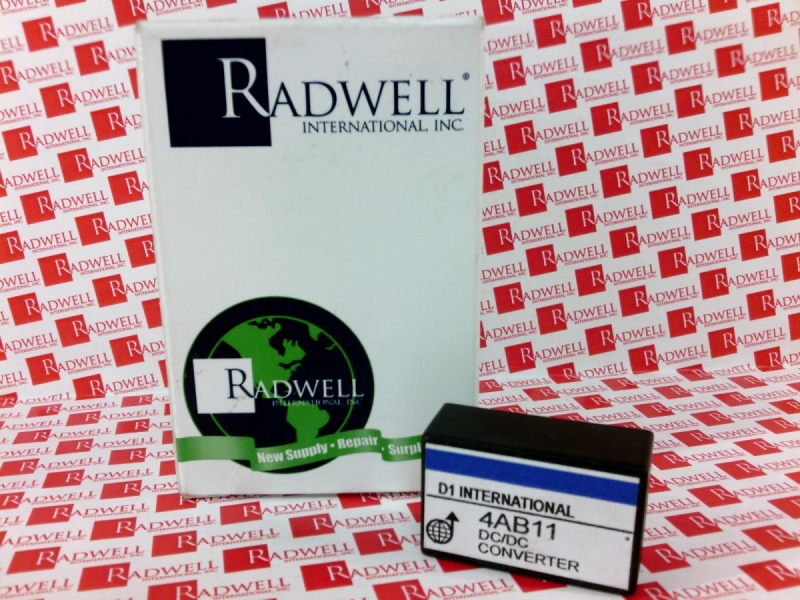 RADWELL®
INTERNATIONAL, INC.
RADWELL
INTERNATIONAL, INC.
New Supply • Repair • Surpl
D1 INTERNATIONAL
4AB11
DC/DC
CONVERTER